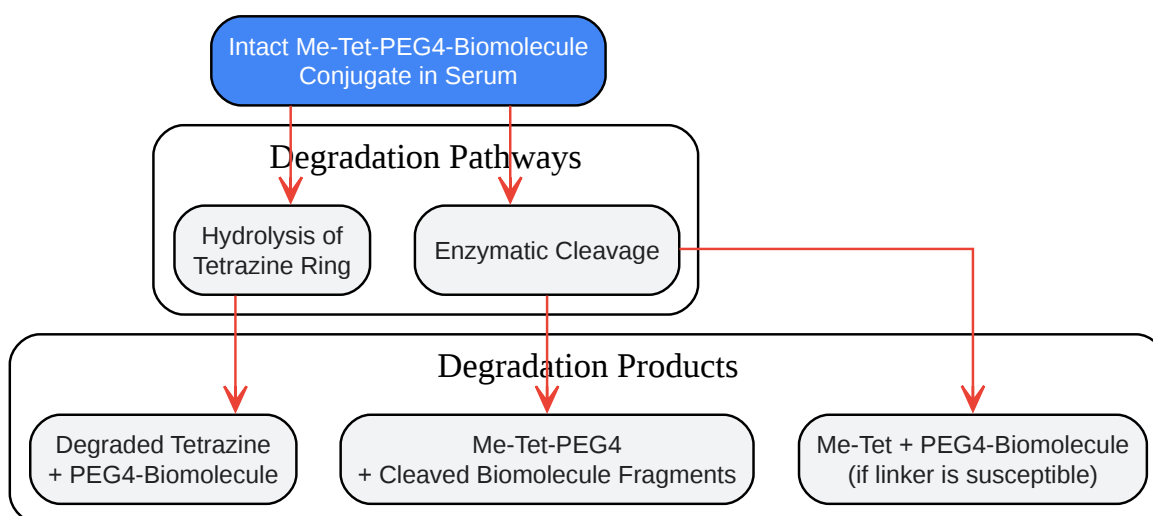 Intact Me-Tet-PEG4-Biomolecule
Conjugate in Serum
Degradation Pathways
Hydrolysis of
Tetrazine Ring
Enzymatic Cleavage
Degradation Products
Degraded Tetrazine
+ PEG4-Biomolecule
Me-Tet-PEG4
+ Cleaved Biomolecule Fragments
Me-Tet + PEG4-Biomolecule
(if linker is susceptible)